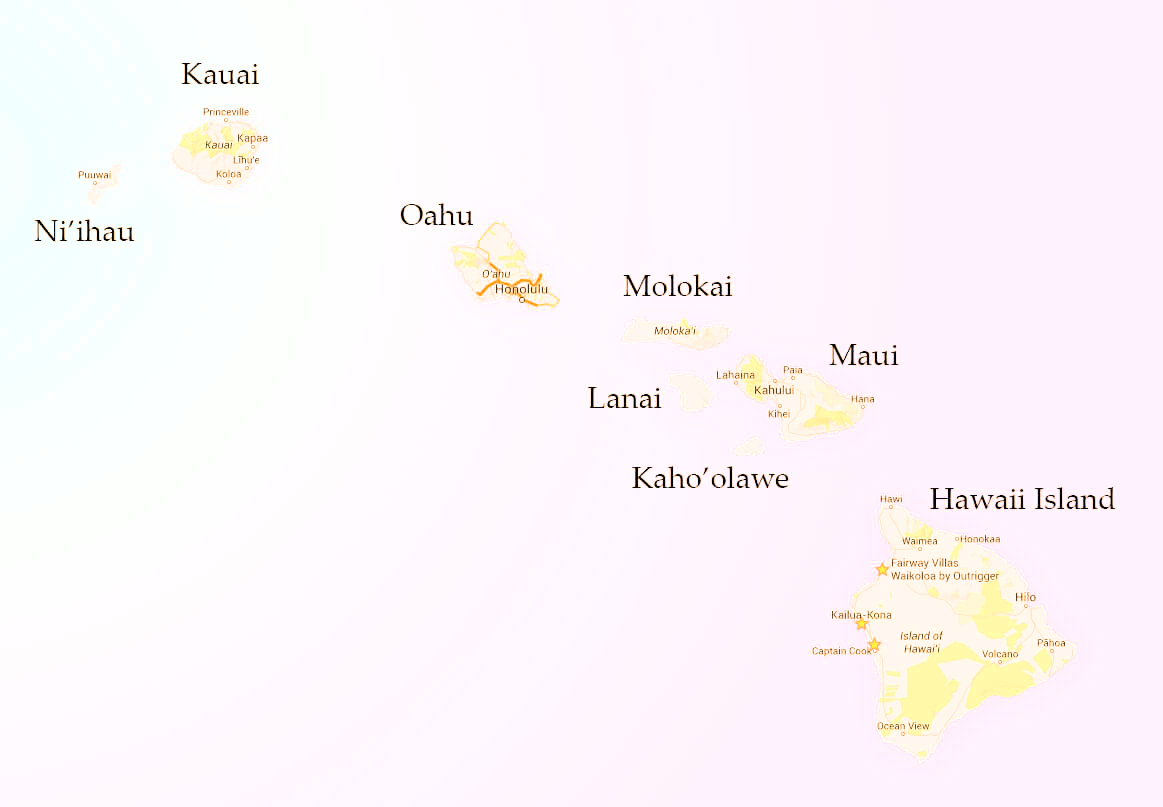 Kauai
Princeville
Kapaa
Kauai
Līhu'e
Koloa
Puuwai
Ni'ihau
Oahu
O'ahu
Honolulu
Molokai
Moloka'i
Maui
Lahaina
Paia
Kahului
Lanai
Hana
Kihei
Kaho'olawe
Hawi
Hawaii Island
Waimea
Honokaa
Fairway Villas
Waikoloa by Outrigger
Hilo
Kailua-Kona
Island of
Hawai'i
Captain Cook
Volcano
Pāhoa
Ocean View